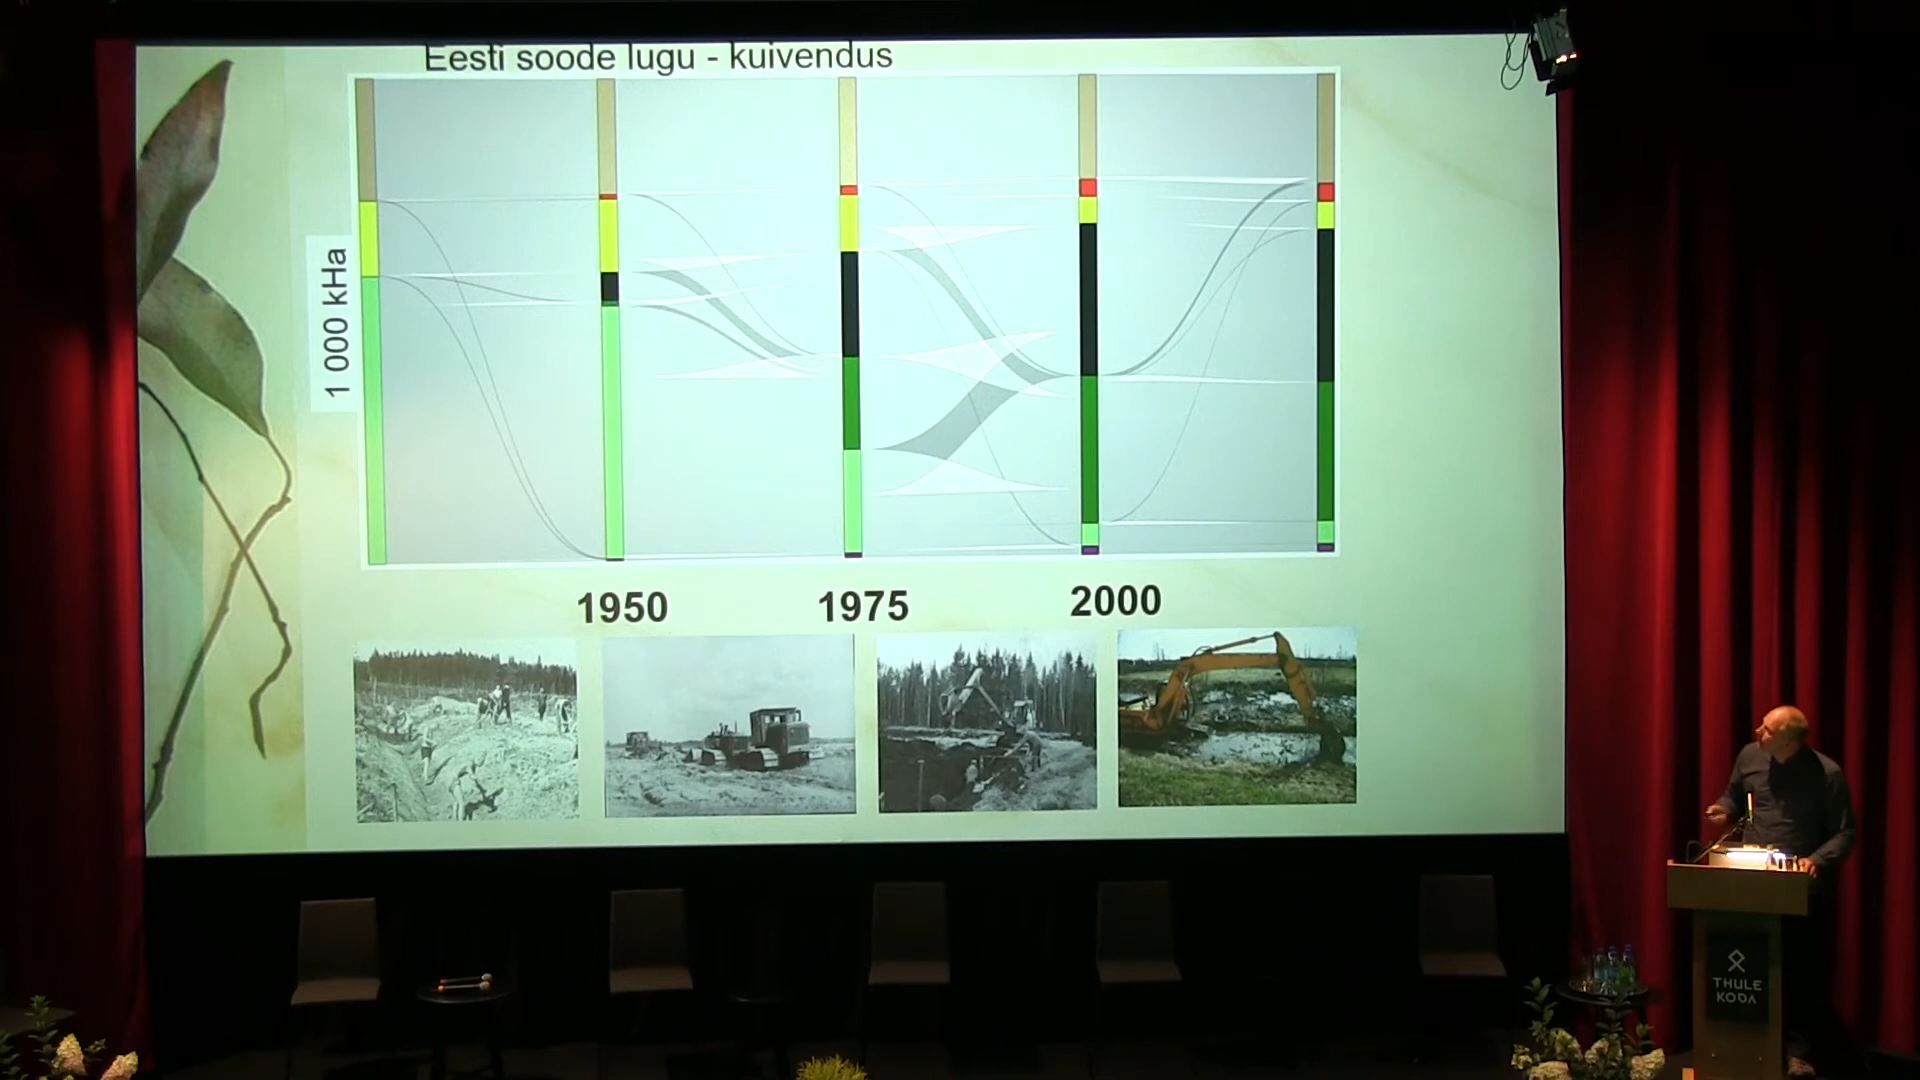 Eesti soode lugu - kuivendus
1 000 kHa
1950
1975
2000
THULE
KODA